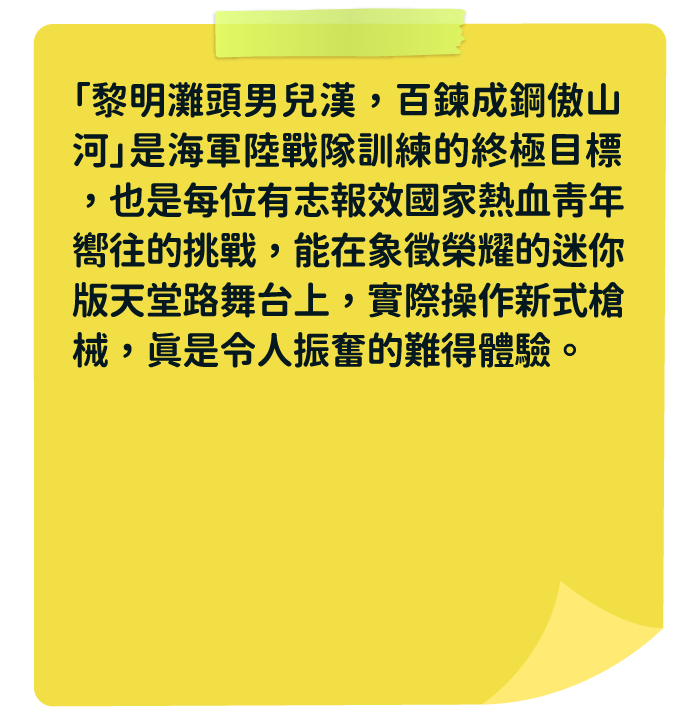 「黎明灘頭男兒漢，百鍊成鋼傲山
河」是海軍陸戰隊訓練的終極目標
，也是每位有志報效國家熱血青年
嚮往的挑戰，能在象徵榮耀的迷你
版天堂路舞台上，實際操作新式槍
械，真是令人振奮的難得體驗。